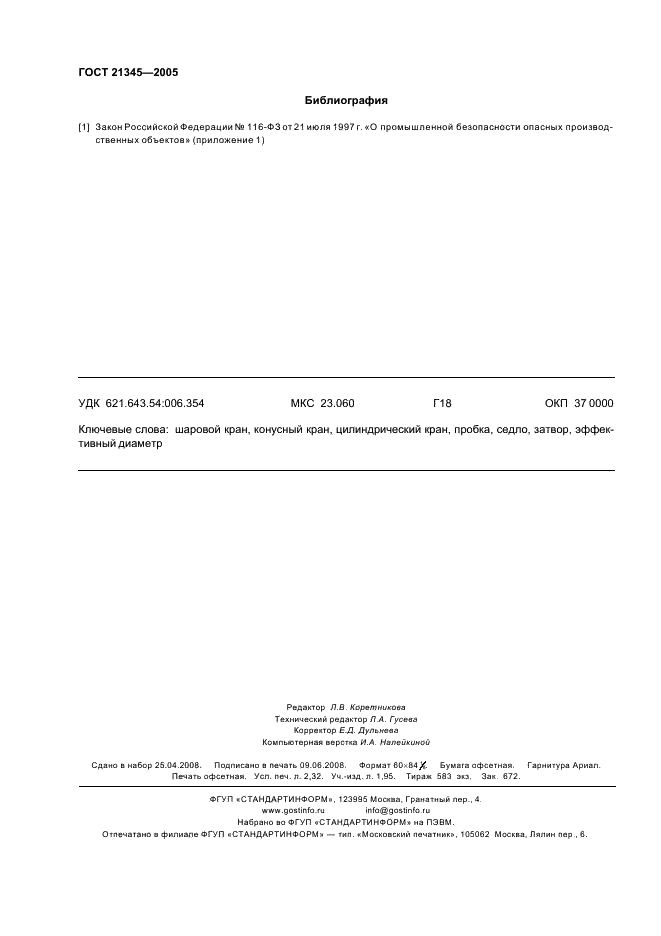 ГОСТ 21345—2005
Библиография
[1] Закон Российской Федерации № 116-ФЗ от 21 июля 1997 г. «О промышленной безопасности опасных производ-
ственных объектов» (приложение 1)
УДК 621.643.54:006.354 МКС 23.060 Г18 ОКП 37 0000
Ключевые слова: шаровой кран, конусный кран, цилиндрический кран, пробка, седло, затвор, эффек-
тивный диаметр
Редактор Л.В. Коретникова
Технический редактор Л.А. Гусева
Корректор Е.Д. Дульнева
Компьютерная верстка И.А. Налейкиной
Сдано в набор 25.04.2008. Подписано в печать 09.06.2008. Формат 60×84 Бумага офсетная. Гарнитура Ариал.
Печать офсетная. Усл. печ. л. 2,32. Уч.-изд. л. 1,95. Тираж 583 экз. Зак. 672.
ФГУП «СТАНДАРТИНФОРМ», 123995 Москва, Гранатный пер., 4.
www.gostinfo.ru info@gostinfo.ru
Набрано во ФГУП «СТАНДАРТИНФОРМ» на ПЭВМ.
Отпечатано в филиале ФГУП «СТАНДАРТИНФОРМ» — тип. «Московский печатник», 105062 Москва, Лялин пер., 6.